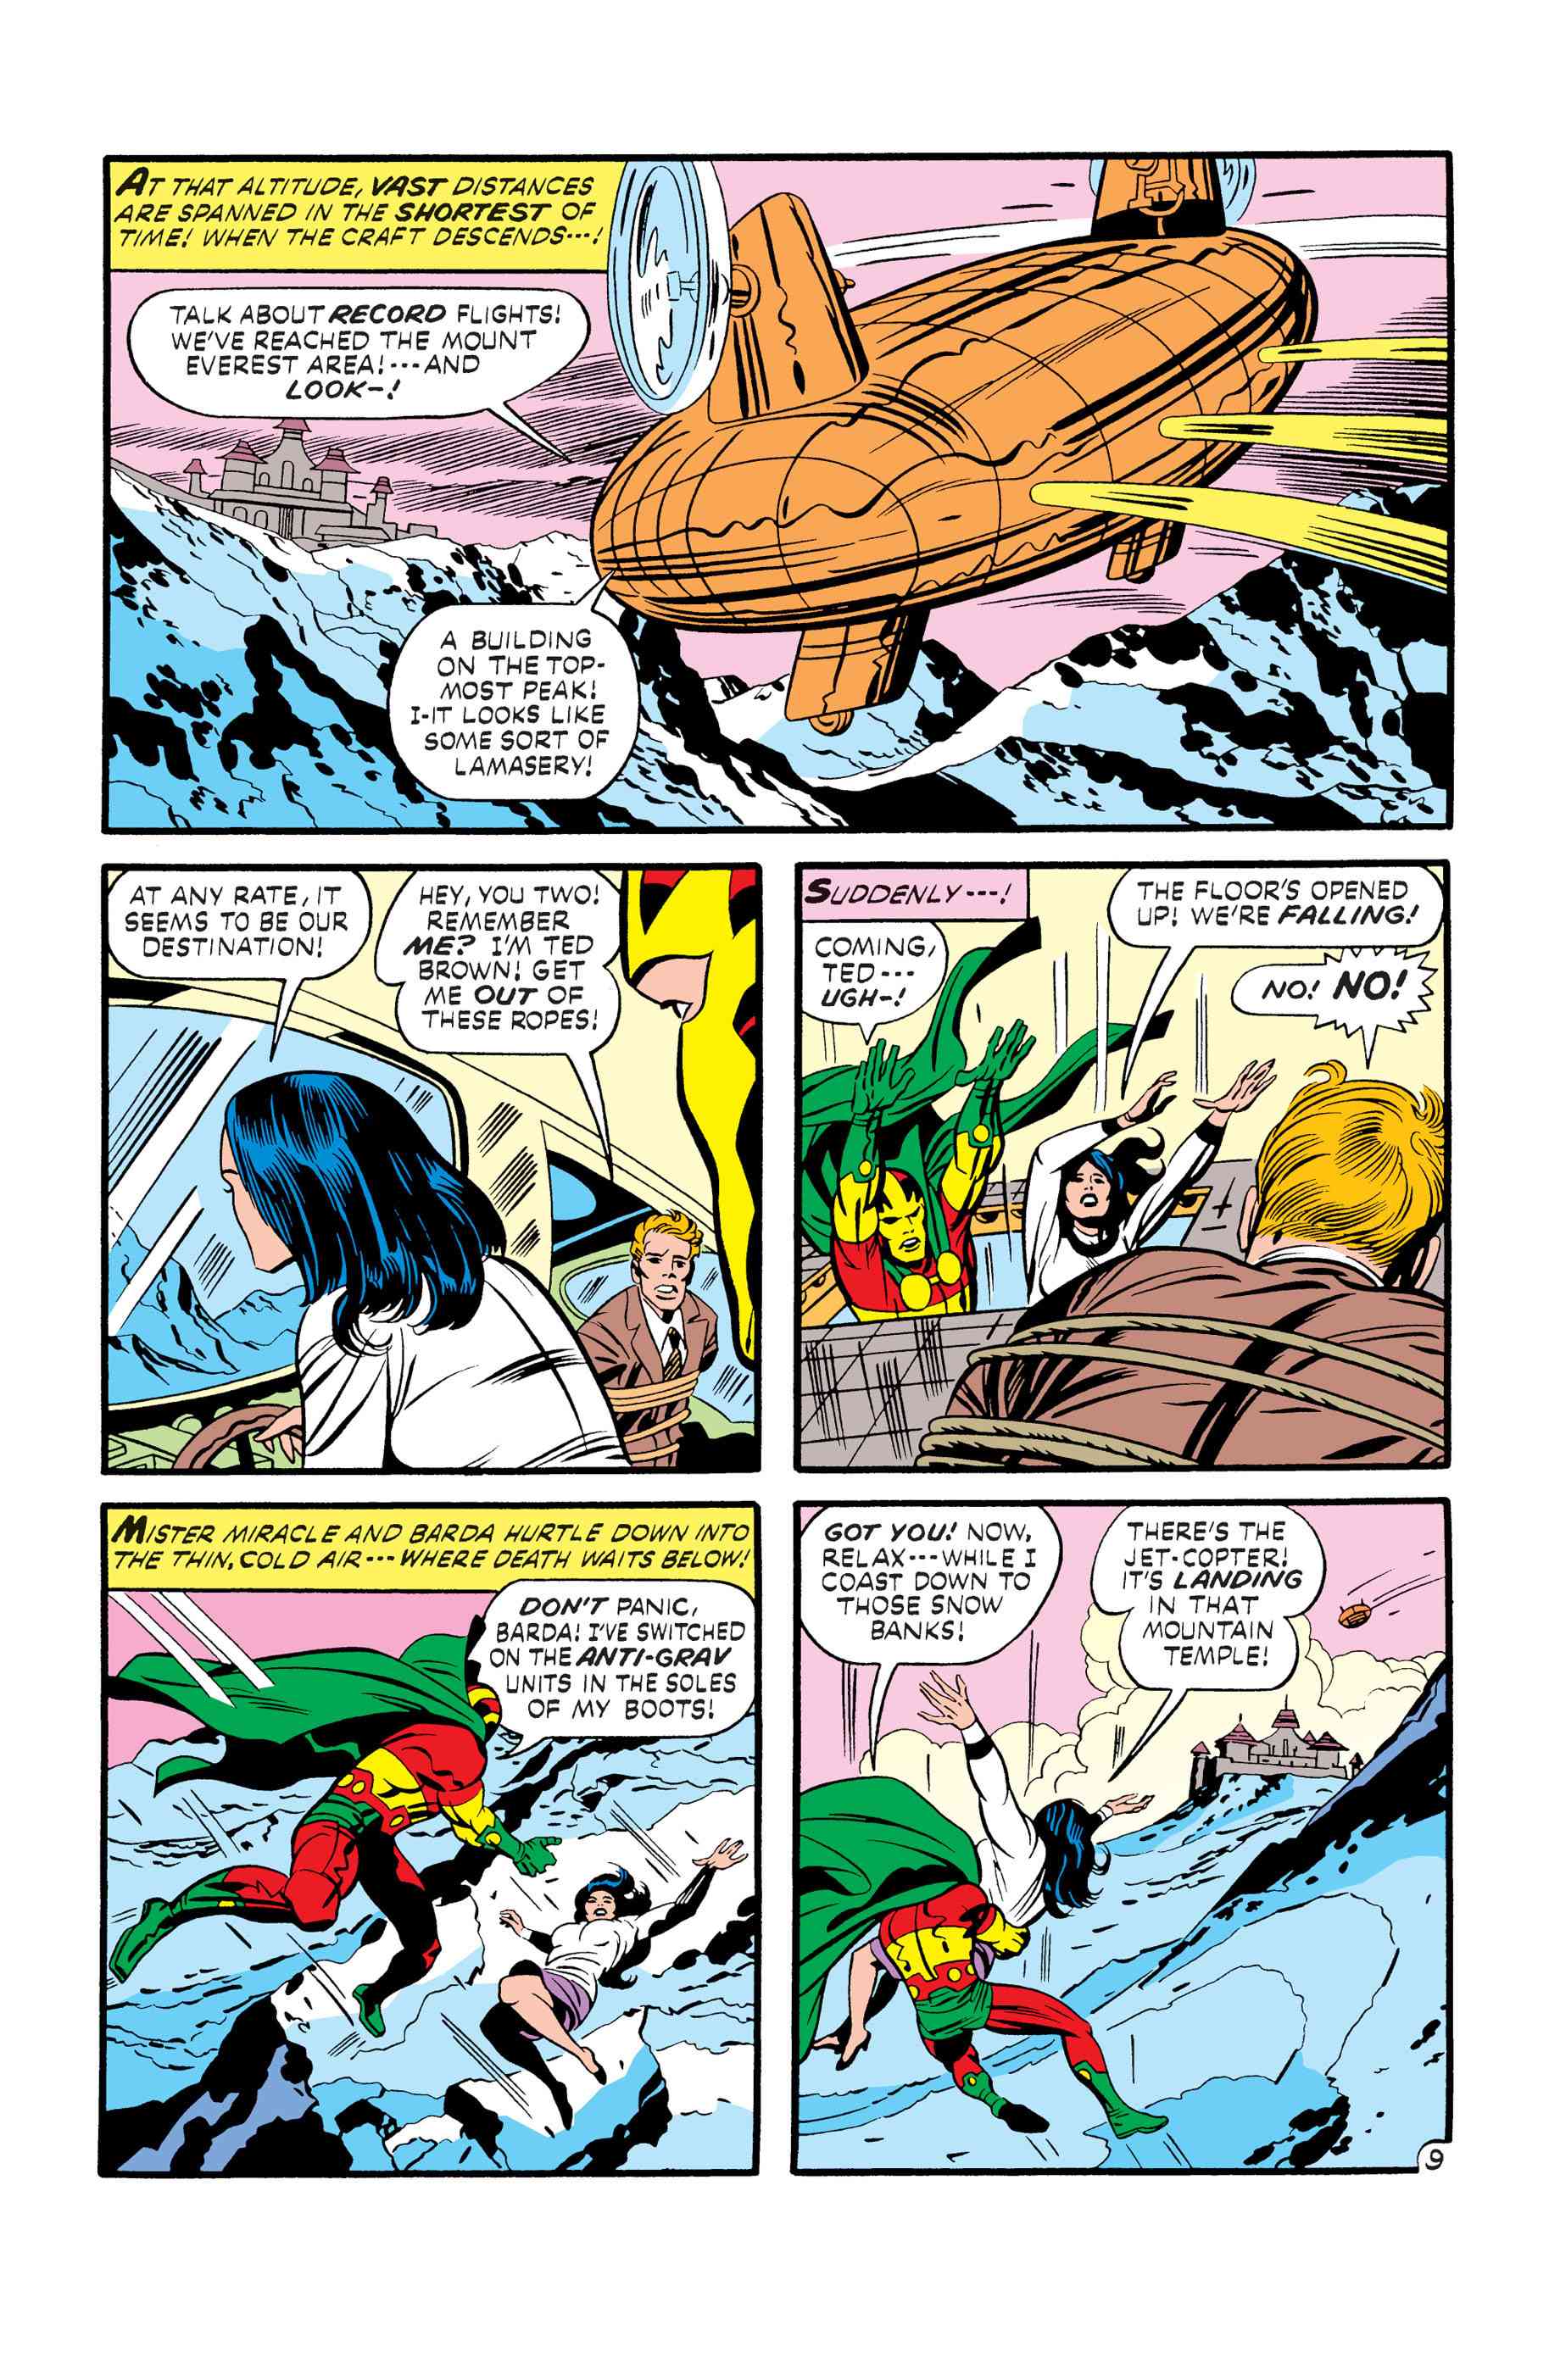 AT THAT ALTITUDE, VAST DISTANCES
ARE SPANNED IN THE SHORTEST OF
TIME! WHEN THE CRAFT DESCENDS---!
TALK ABOUT RECORD FLIGHTS!
WE'VE REACHED THE MOUNT
EVEREST AREA!---AND
LOOK-!
A BUILDING
ON THE TOP-
MOST PEAK!
I-IT LOOKS LIKE
SOME SORT OF
LAMASERY!
AT ANY RATE, IT
SEEMS TO BE OUR
DESTINATION!
HEY, YOU TWO!
REMEMBER
ME? I'M TED
BROWN! GET
ME OUT OF
THESE ROPES!
SUDDENLY---!
COMING,
TED---
UGH-!
THE FLOOR'S OPENED
UP! WE'RE FALLING!
NO! NO!
MISTER MIRACLE AND BARDA HURTLE DOWN INTO
THE THIN, COLD AIR---WHERE DEATH WAITS BELOW!
DON'T PANIC,
BARDA! I'VE SWITCHED
ON THE ANTI-GRAV
UNITS IN THE SOLES
OF MY BOOTS!
GOT YOU! NOW,
RELAX---WHILE I
COAST DOWN TO
THOSE SNOW
BANKS!
THERE'S THE
JET-COPTER!
IT'S LANDING
IN THAT
MOUNTAIN
TEMPLE!
9